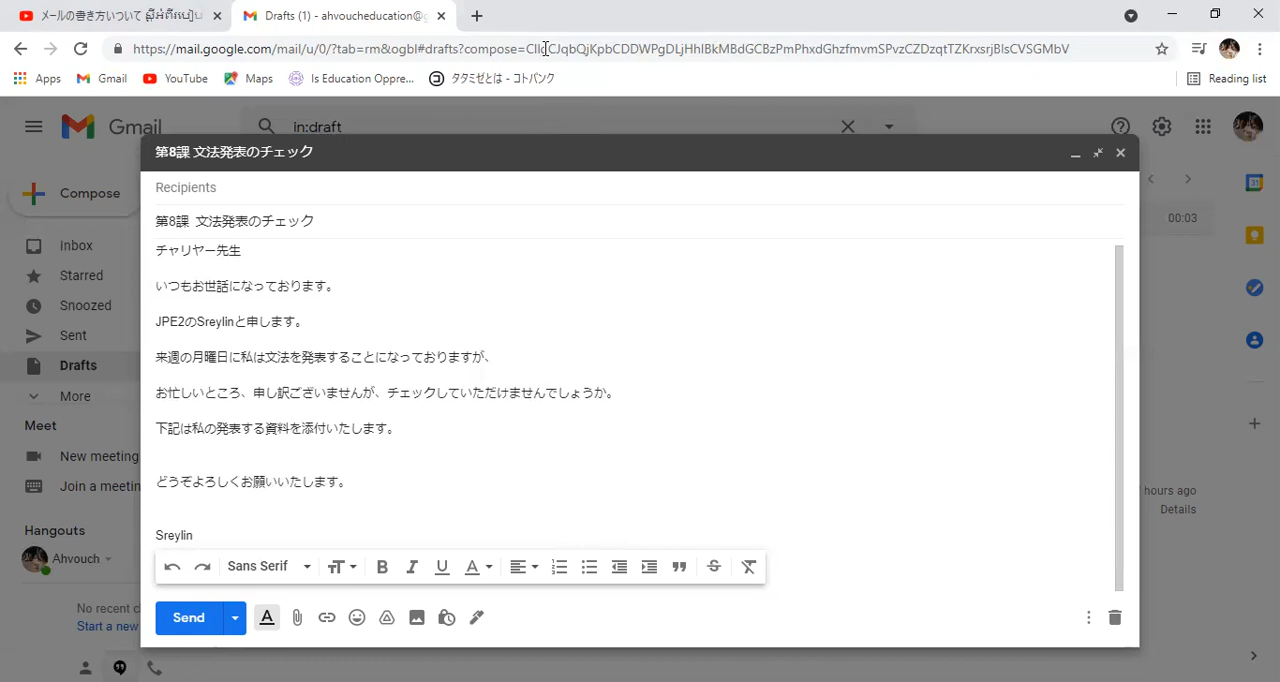 メールの書き方いついて ស្ដីអំពីរបៀប
Drafts (1) - ahvoucheducation@g
https://mail.google.com/mail/u/0/?tab=rm&ogbl#drafts?compose=
Apps
Gmail
YouTube
Maps
Is Education Oppre...
タタミゼとは - コトバンク
Reading list
Gmail
in:draft
第8課 文法発表のチェック
Compose
Recipients
第8課 文法発表のチェック
00:03
Inbox
Starred
Snoozed
Sent
Drafts
More
チャリヤー先生
いつもお世話になっております。
JPE2のSreylinと申します。
来週の月曜日に私は文法を発表することになっておりますが、
お忙しいところ、申し訳ございませんが、チェックしていただけませんでしょうか。
下記は私の発表する資料を添付いたします。
どうぞよろしくお願いいたします。
Sreylin
Meet
New meeting
Join a meetin
Hangouts
Ahvouch
hours ago
Details
No recent c
Start a new
Sans Serif
Send